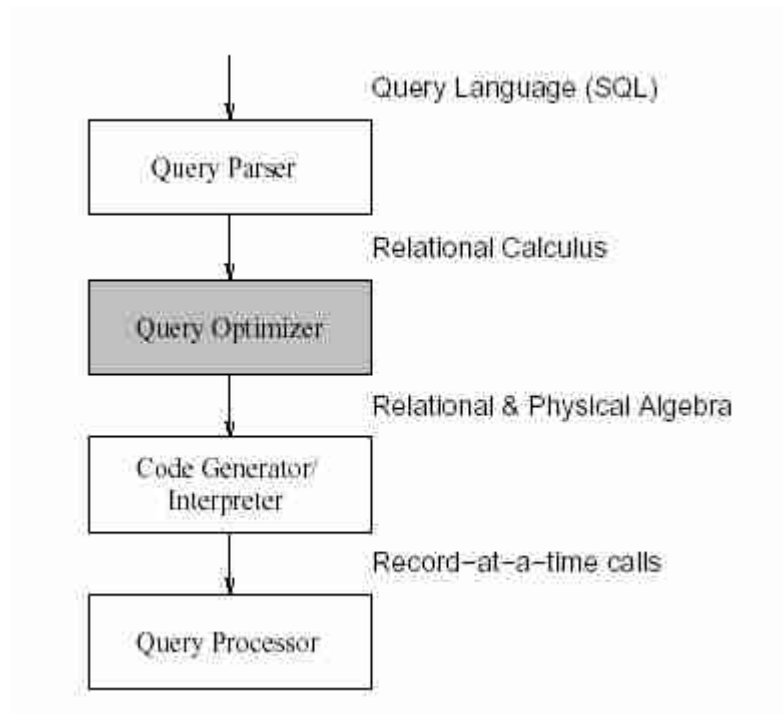 Query Language (SQL)
Query Parser
Relational Calculus
Query Optimizer
Relational & Physical Algebra
Code Generator/
Interpreter
Record-at-a-time calls
Query Processor